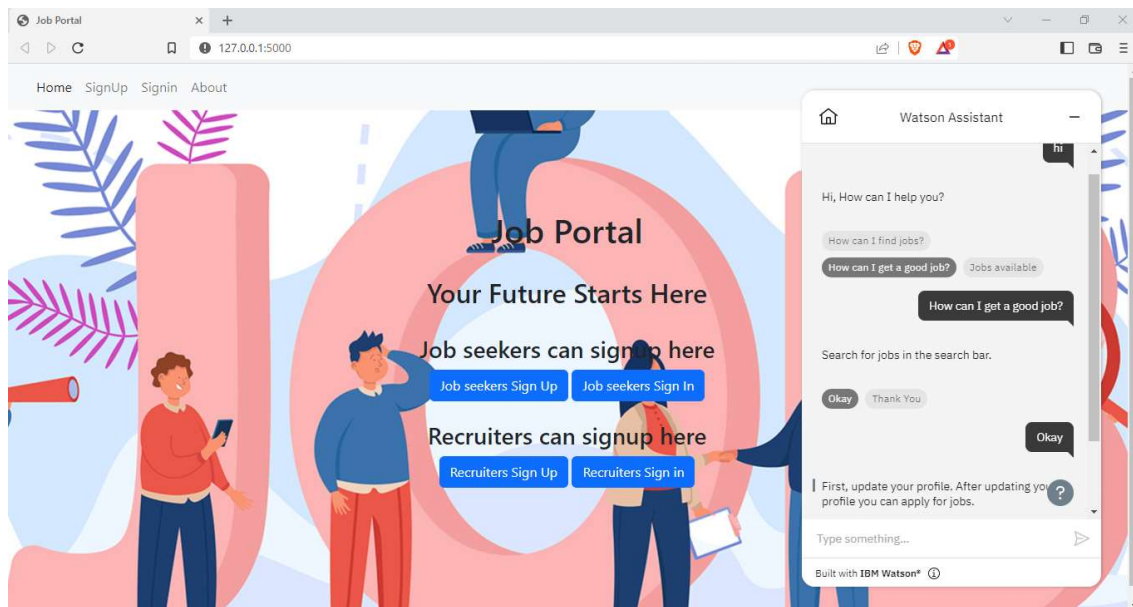 Job Portal
127.0.0.1:5000
Home SignUp Signin About
Job Portal
Your Future Starts Here
Job seekers can signup here
Job seekers Sign Up Job seekers Sign In
Recruiters can signup here
Recruiters Sign Up Recruiters Sign in
Watson Assistant
hi
Hi, How can I help you?
How can I find jobs?
How can I get a good job? Jobs available
How can I get a good job?
Search for jobs in the search bar.
Okay Thank You
Okay
First, update your profile. After updating
profile you can apply for jobs.
?
Type something...
Built with IBM Watson®